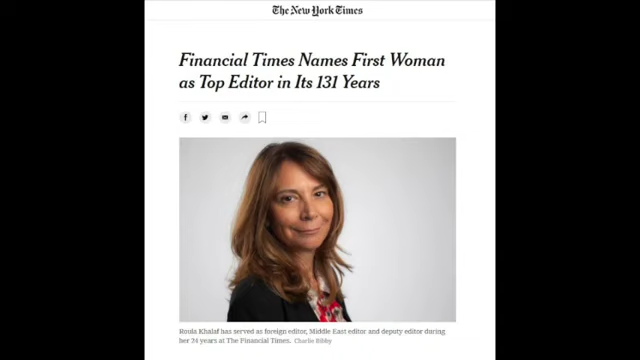 The New York Times
Financial Times Names First Woman
as Top Editor in Its 131 Years
Roula Khalaf has served as foreign editor, Middle East editor and deputy editor during
her 24 years at The Financial Times. Charlie Bibby